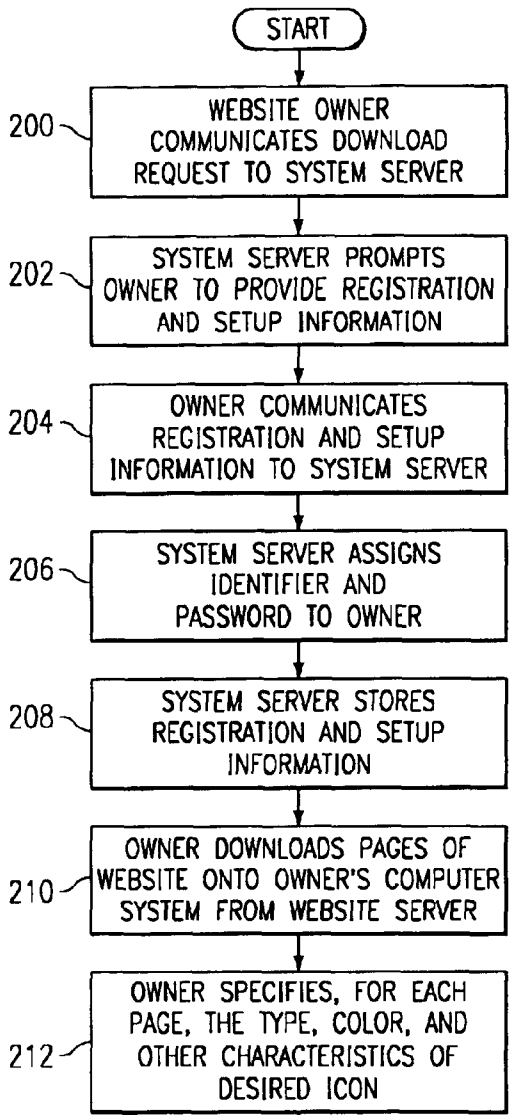 START
200
WEBSITE OWNER
COMMUNICATES DOWNLOAD
REQUEST TO SYSTEM SERVER
202
SYSTEM SERVER PROMPTS
OWNER TO PROVIDE REGISTRATION
AND SETUP INFORMATION
204
OWNER COMMUNICATES
REGISTRATION AND SETUP
INFORMATION TO SYSTEM SERVER
206
SYSTEM SERVER ASSIGNS
IDENTIFIER AND
PASSWORD TO OWNER
208
SYSTEM SERVER STORES
REGISTRATION AND SETUP
INFORMATION
210
OWNER DOWNLOADS PAGES OF
WEBSITE ONTO OWNER'S COMPUTER
SYSTEM FROM WEBSITE SERVER
212
OWNER SPECIFIES, FOR EACH
PAGE, THE TYPE, COLOR, AND
OTHER CHARACTERISTICS OF
DESIRED ICON